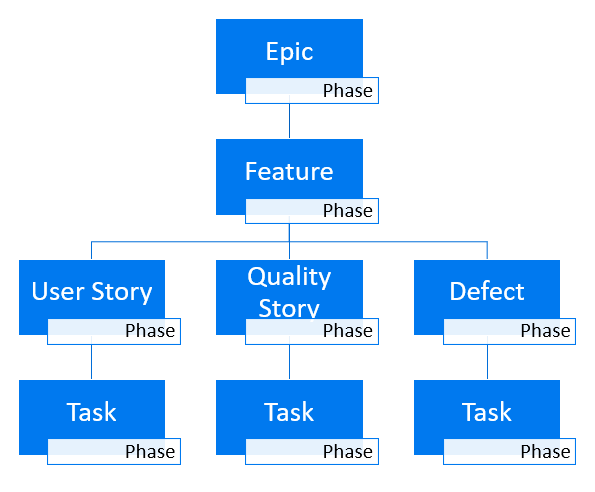 Epic
Phase
Feature
Phase
User Story
Phase
Quality
Story
Phase
Defect
Phase
Task
Phase
Task
Phase
Task
Phase